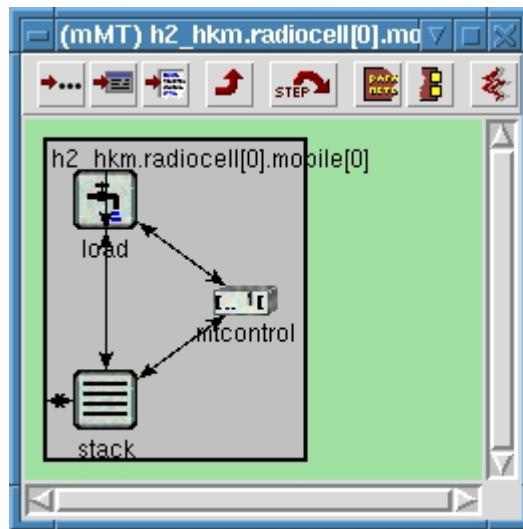 (mMT) h2_hkm.radiocell[0].mo
STEP
h2_hkm.radiocell[0].mobile[0]
load
mtcontrol
stack